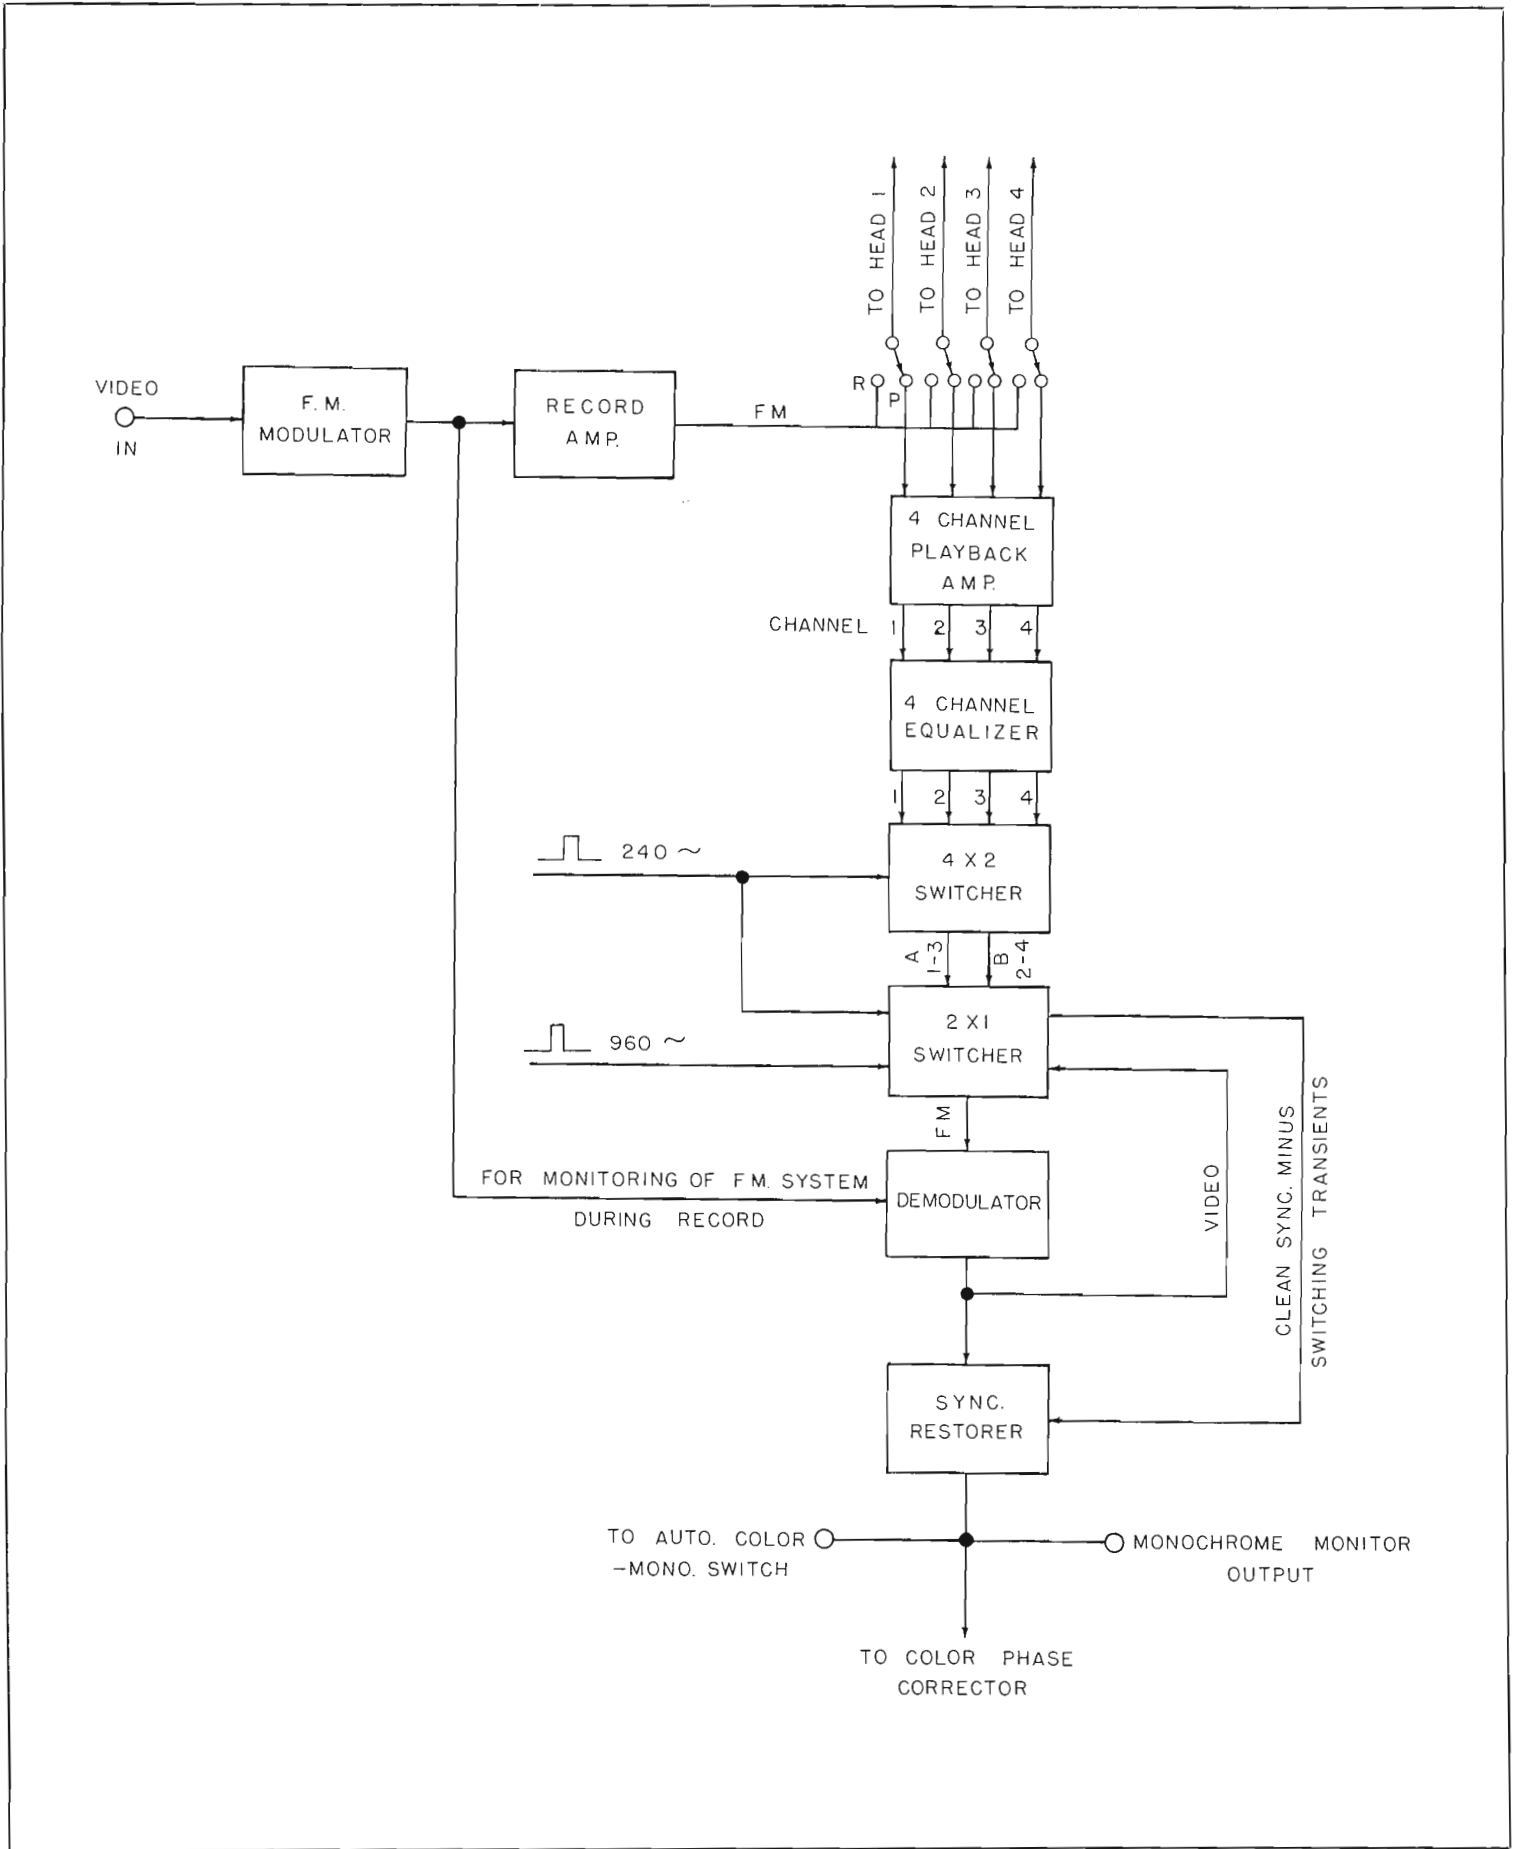 TO HEAD 1
TO HEAD 2
TO HEAD 3
TO HEAD 4
VIDEO
IN
F. M.
MODULATOR
RECORD
AMP.
FM
R
P
4 CHANNEL
PLAYBACK
AMP.
CHANNEL 1 2 3 4
4 CHANNEL
EQUALIZER
1 2 3 4
240 ~
4 X 2
SWITCHER
A
1-3
B
2-4
960 ~
2 X 1
SWITCHER
FM
FOR MONITORING OF F.M. SYSTEM
DURING RECORD
DEMODULATOR
VIDEO
CLEAN SYNC. MINUS
SWITCHING TRANSIENTS
SYNC.
RESTORER
TO AUTO. COLOR
-MONO. SWITCH
MONOCHROME MONITOR
OUTPUT
TO COLOR PHASE
CORRECTOR